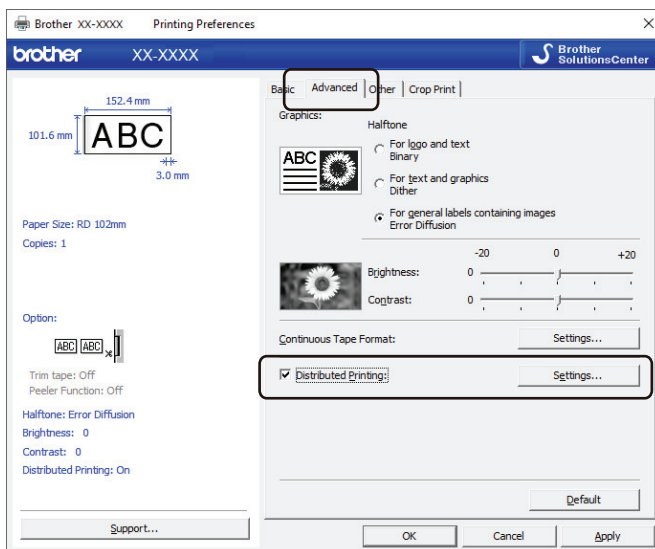 Brother XX-XXXX Printing Preferences
brother XX-XXXX
Brother
SolutionsCenter
152.4 mm
101.6 mm
ABC
3.0 mm
Paper Size: RD 102mm
Copies: 1
Option:
ABC ABC
Trim tape: Off
Peeler Function: Off
Halftone: Error Diffusion
Brightness: 0
Contrast: 0
Distributed Printing: On
Support...
Basic Advanced Other Crop Print
Graphics:
Halftone
ABC
For logo and text
Binary
For text and graphics
Dither
For general labels containing images
Error Diffusion
-20 0 +20
Brightness: 0
Contrast: 0
Continuous Tape Format: Settings...
Distributed Printing: Settings...
Default
OK Cancel Apply